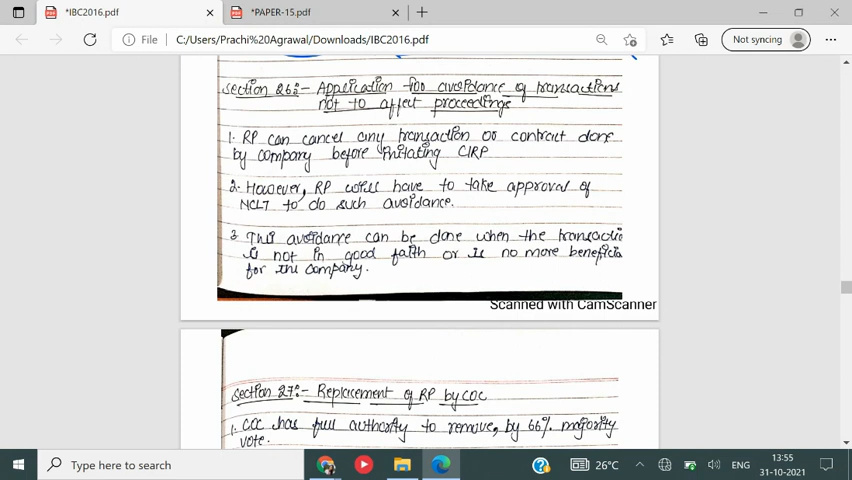 *IBC2016.pdf
*PAPER-15.pdf
File
C:/Users/Prachi%20Agrawal/Downloads/IBC2016.pdf
Not syncing
Section 26:- Application for avoidance of transactions
not to affect proceedings
1. RP can cancel any transaction or contract done
by company before initiating CIRP
2. However, RP will have to take approval of
NCLT to do such avoidance.
3. This avoidance can be done when the transactio
is not in good faith or is no more beneficia
for the company.
Scanned with CamScanner
Section 27:- Replacement of RP by COC
1. COC has full authority to remove, by 66% majority
vote.
Type here to search
26°C
ENG
13:55
31-10-2021